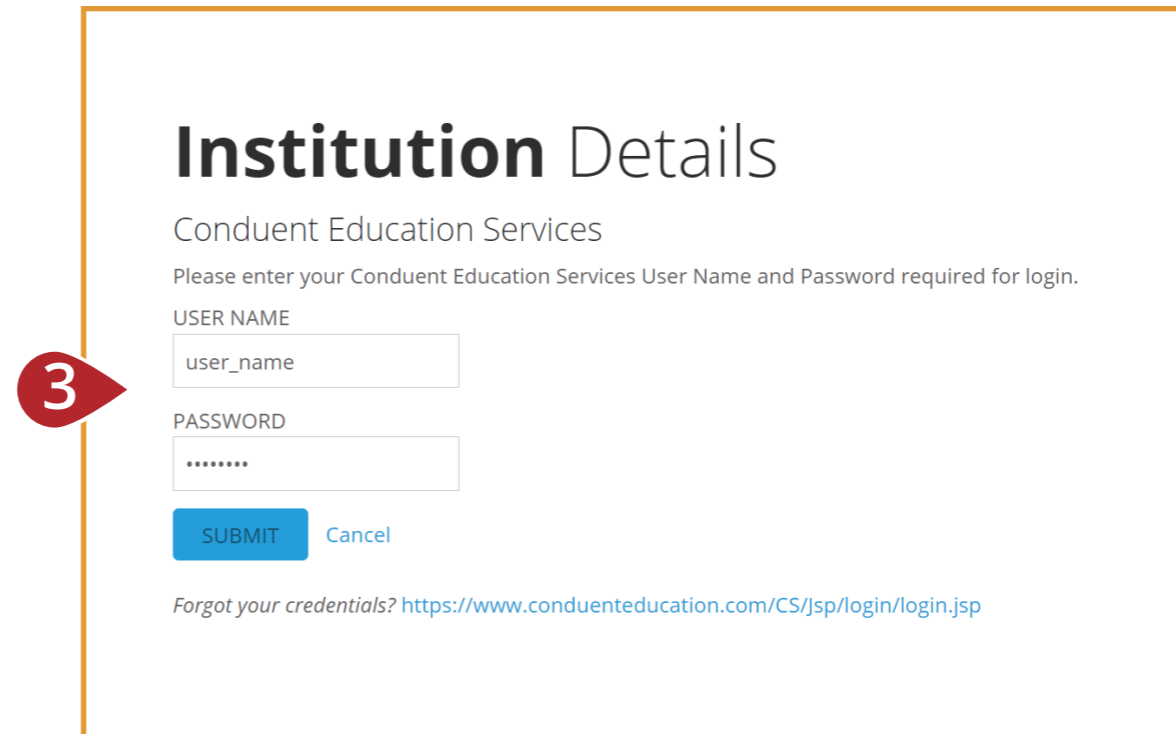 Institution Details
Conduent Education Services
Please enter your Conduent Education Services User Name and Password required for login.
USER NAME
user_name
3
PASSWORD
••••••••
SUBMIT Cancel
Forgot your credentials? https://www.conduenteducation.com/CS/Jsp/login/login.jsp